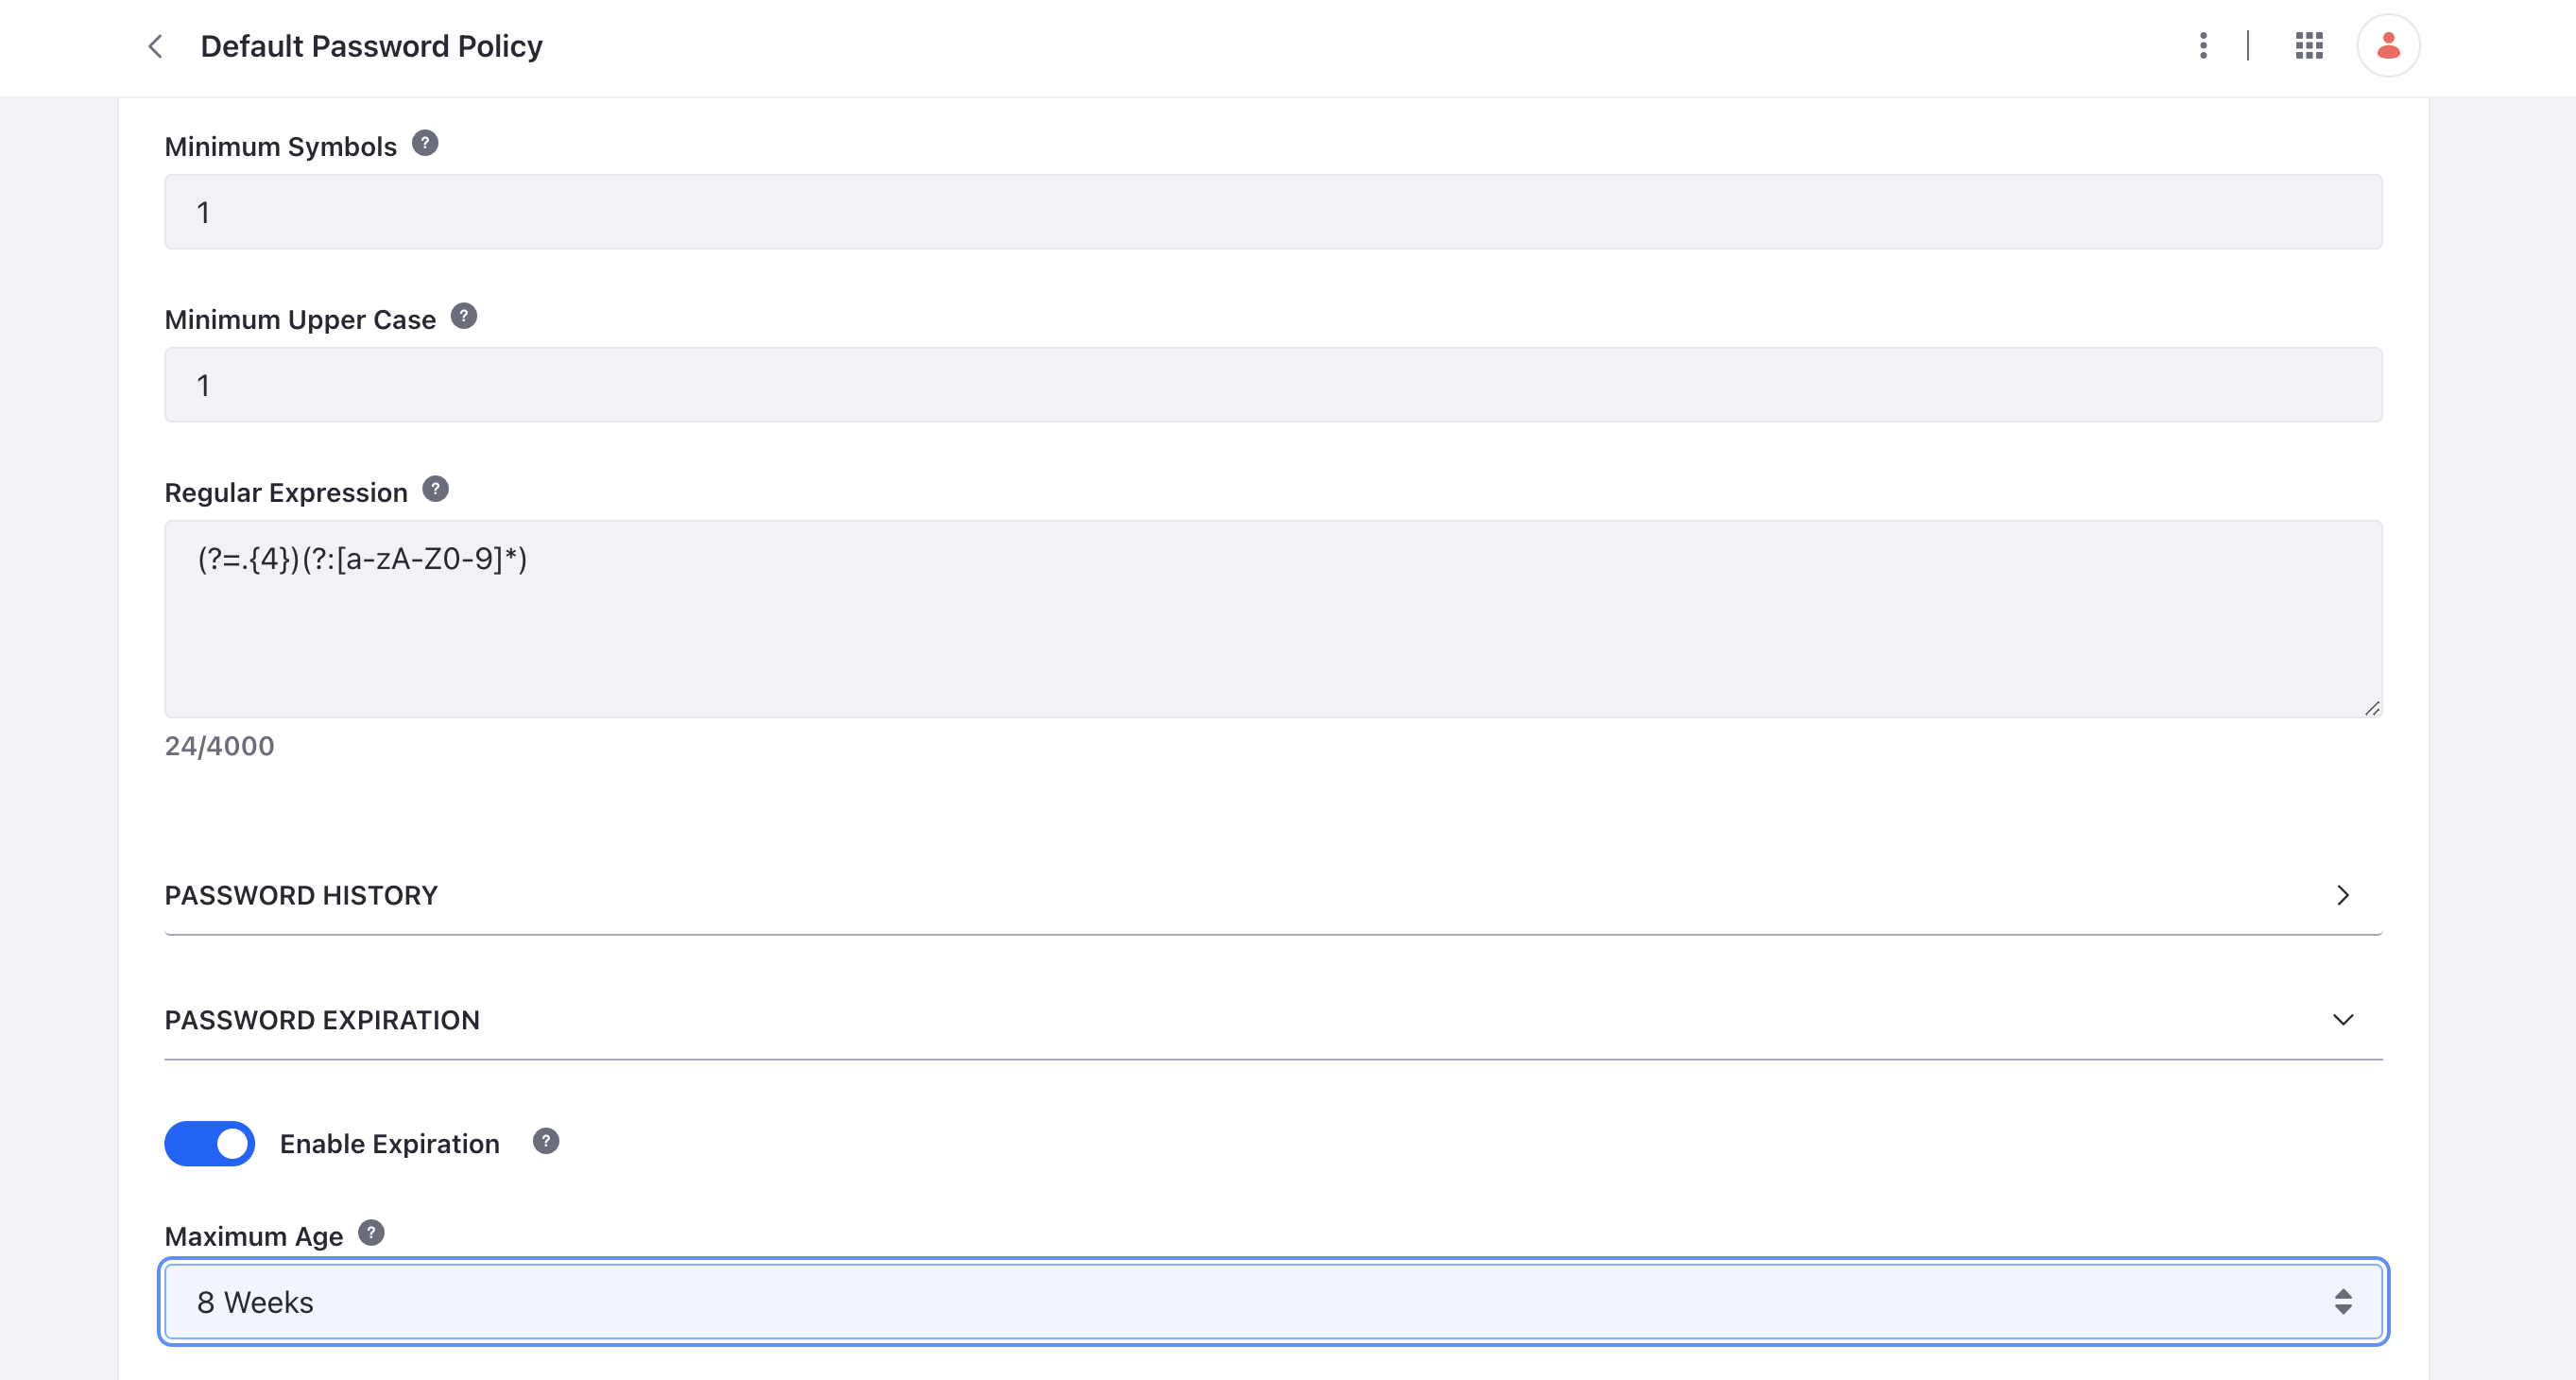 Default Password Policy
Minimum Symbols ?
1
Minimum Upper Case ?
1
Regular Expression ?
(?=.{4})(?:[a-zA-Z0-9]*)
24/4000
PASSWORD HISTORY
PASSWORD EXPIRATION
Enable Expiration ?
Maximum Age ?
8 Weeks